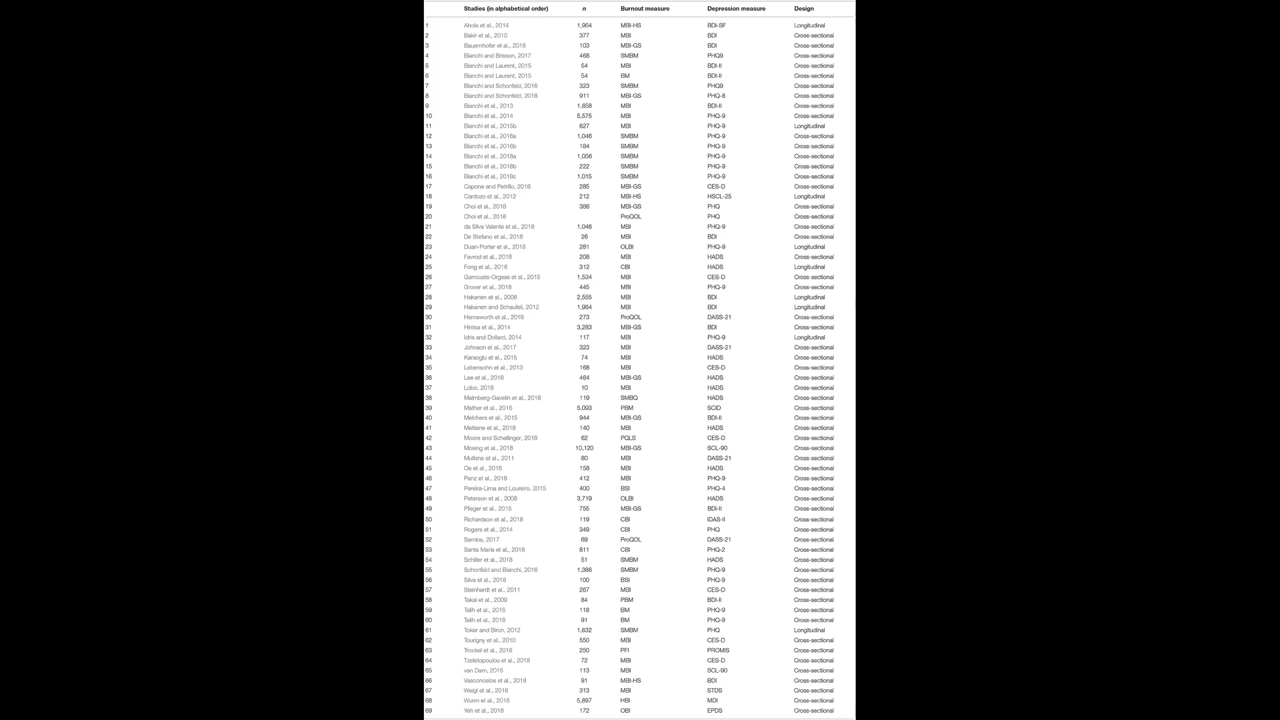 Studies (in alphabetical order) n Burnout measure Depression measure Design
1 Ahola et al., 2014 1,964 MBI-HS BDI-SF Longitudinal
2 Bakir et al., 2010 377 MBI BDI Cross-sectional
3 Bauernhofer et al., 2018 103 MBI-GS BDI Cross-sectional
4 Bianchi and Brisson, 2017 468 SMBM PHQ9 Cross-sectional
5 Bianchi and Laurent, 2015 54 MBI BDI-II Cross-sectional
6 Bianchi and Laurent, 2015 54 BM BDI-II Cross-sectional
7 Bianchi and Schonfeld, 2016 323 SMBM PHQ9 Cross-sectional
8 Bianchi and Schonfeld, 2018 911 MBI-GS PHQ-8 Cross-sectional
9 Bianchi et al., 2013 1,658 MBI BDI-II Cross-sectional
10 Bianchi et al., 2014 5,575 MBI PHQ-9 Cross-sectional
11 Bianchi et al., 2015b 627 MBI PHQ-9 Longitudinal
12 Bianchi et al., 2016a 1,046 SMBM PHQ-9 Cross-sectional
13 Bianchi et al., 2016b 184 SMBM PHQ-9 Cross-sectional
14 Bianchi et al., 2018a 1,056 SMBM PHQ-9 Cross-sectional
15 Bianchi et al., 2018b 222 SMBM PHQ-9 Cross-sectional
16 Bianchi et al., 2018c 1,015 SMBM PHQ-9 Cross-sectional
17 Capone and Petrillo, 2018 285 MBI-GS CES-D Cross-sectional
18 Cardozo et al., 2012 212 MBI-HS HSCL-25 Longitudinal
19 Choi et al., 2018 386 MBI-GS PHQ Cross-sectional
20 Choi et al., 2018 ProQOL PHQ Cross-sectional
21 de Silva Valente et al., 2018 1,046 MBI PHQ-9 Cross-sectional
22 De Stefano et al., 2018 26 MBI BDI Cross-sectional
23 Duan-Porter et al., 2018 281 OLBI PHQ-9 Longitudinal
24 Favrod et al., 2018 208 MBI HADS Cross-sectional
25 Fong et al., 2016 312 CBI HADS Longitudinal
26 Garrouste-Orgeas et al., 2015 1,534 MBI CES-D Cross-sectional
27 Grover et al., 2018 445 MBI PHQ-9 Cross-sectional
28 Hakanen et al., 2008 2,555 MBI BDI Longitudinal
29 Hakanen and Schaufeli, 2012 1,964 MBI BDI Longitudinal
30 Hemsworth et al., 2018 273 ProQOL DASS-21 Cross-sectional
31 Hintsa et al., 2014 3,283 MBI-GS BDI Cross-sectional
32 Idris and Dollard, 2014 117 MBI PHQ-9 Longitudinal
33 Johnson et al., 2017 323 MBI DASS-21 Cross-sectional
34 Karaoglu et al., 2015 74 MBI HADS Cross-sectional
35 Lebensohn et al., 2013 168 MBI CES-D Cross-sectional
36 Lee et al., 2018 464 MBI-GS HADS Cross-sectional
37 Lobo, 2018 10 MBI HADS Cross-sectional
38 Malmberg-Gavelin et al., 2018 119 SMBQ HADS Cross-sectional
39 Mather et al., 2016 5,093 PBM SCID Cross-sectional
40 Melchers et al., 2015 944 MBI-GS BDI-II Cross-sectional
41 Metlaine et al., 2018 140 MBI HADS Cross-sectional
42 Moore and Schellinger, 2018 62 PQLS CES-D Cross-sectional
43 Mosing et al., 2018 10,120 MBI-GS SCL-90 Cross-sectional
44 Mutkins et al., 2011 80 MBI DASS-21 Cross-sectional
45 Oe et al., 2018 158 MBI HADS Cross-sectional
46 Penz et al., 2018 412 MBI PHQ-9 Cross-sectional
47 Pereira-Lima and Loureiro, 2015 400 BSI PHQ-4 Cross-sectional
48 Peterson et al., 2008 3,719 OLBI HADS Cross-sectional
49 Plieger et al., 2015 755 MBI-GS BDI-II Cross-sectional
50 Richardson et al., 2018 119 CBI IDAS-II Cross-sectional
51 Rogers et al., 2014 349 CBI PHQ Cross-sectional
52 Samios, 2017 69 ProQOL DASS-21 Cross-sectional
53 Santa Maria et al., 2018 811 CBI PHQ-2 Cross-sectional
54 Schiller et al., 2018 51 SMBM HADS Cross-sectional
55 Schonfeld and Bianchi, 2016 1,386 SMBM PHQ-9 Cross-sectional
56 Silva et al., 2018 100 BSI PHQ-9 Cross-sectional
57 Steinhardt et al., 2011 267 MBI CES-D Cross-sectional
58 Takai et al., 2009 84 PBM BDI-II Cross-sectional
59 Talih et al., 2016 118 BM PHQ-9 Cross-sectional
60 Talih et al., 2018 91 BM PHQ-9 Cross-sectional
61 Toker and Biron, 2012 1,632 SMBM PHQ Longitudinal
62 Tourigny et al., 2010 550 MBI CES-D Cross-sectional
63 Trockel et al., 2018 250 PFI PROMIS Cross-sectional
64 Tzeletopoulou et al., 2018 72 MBI CES-D Cross-sectional
65 van Dam, 2016 113 MBI SCL-90 Cross-sectional
66 Vasconcelos et al., 2018 91 MBI-HS BDI Cross-sectional
67 Weigl et al., 2016 313 MBI STDS Cross-sectional
68 Wurm et al., 2016 5,897 HBI MDI Cross-sectional
69 Yeh et al., 2018 172 OBI EPDS Cross-sectional